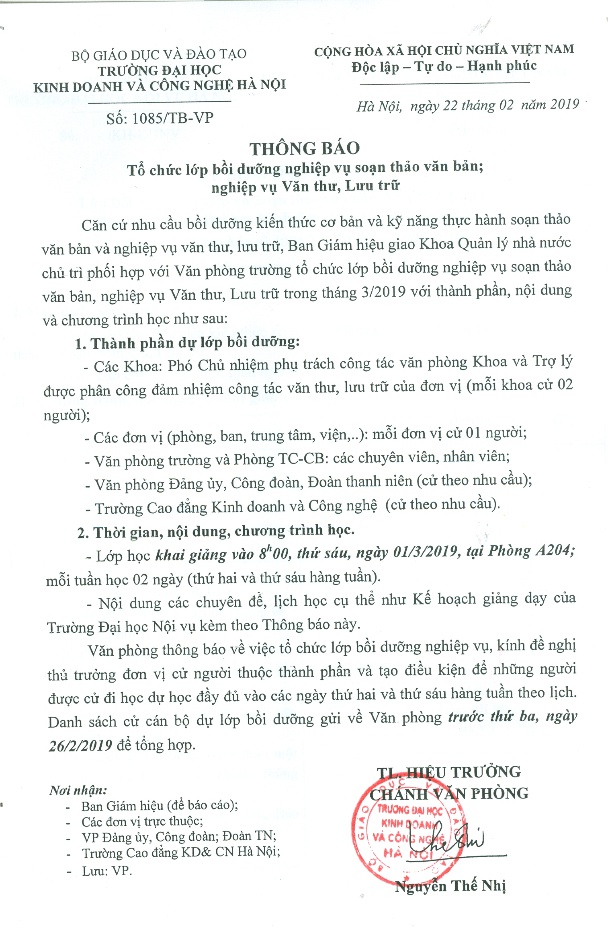 BỘ GIÁO DỤC VÀ ĐÀO TẠO
TRƯỜNG ĐẠI HỌC
KINH DOANH VÀ CÔNG NGHỆ HÀ NỘI
Số: 1085/TB-VP
CỘNG HÒA XÃ HỘI CHỦ NGHĨA VIỆT NAM
Độc lập – Tự do – Hạnh phúc
Hà Nội, ngày 22 tháng 02 năm 2019
THÔNG BÁO
Tổ chức lớp bồi dưỡng nghiệp vụ soạn thảo văn bản;
nghiệp vụ Văn thư, Lưu trữ
Căn cứ nhu cầu bồi dưỡng kiến thức cơ bản và kỹ năng thực hành soạn thảo
văn bản và nghiệp vụ văn thư, lưu trữ, Ban Giám hiệu giao Khoa Quản lý nhà nước
chủ trì phối hợp với Văn phòng trường tổ chức lớp bồi dưỡng nghiệp vụ soạn thảo
văn bản, nghiệp vụ Văn thư, Lưu trữ trong tháng 3/2019 với thành phần, nội dung
và chương trình học như sau:
1. Thành phần dự lớp bồi dưỡng:
- Các Khoa: Phó Chủ nhiệm phụ trách công tác văn phòng Khoa và Trợ lý
được phân công đảm nhiệm công tác văn thư, lưu trữ của đơn vị (mỗi khoa cử 02
người);
- Các đơn vị (phòng, ban, trung tâm, viện,..): mỗi đơn vị cử 01 người;
- Văn phòng trường và Phòng TC-CB: các chuyên viên, nhân viên;
- Văn phòng Đảng ủy, Công đoàn, Đoàn thanh niên (cử theo nhu cầu);
- Trường Cao đẳng Kinh doanh và Công nghệ (cử theo nhu cầu).
2. Thời gian, nội dung, chương trình học.
- Lớp học khai giảng vào 8h00, thứ sáu, ngày 01/3/2019, tại Phòng A204;
mỗi tuần học 02 ngày (thứ hai và thứ sáu hàng tuần).
- Nội dung các chuyên đề, lịch học cụ thể như Kế hoạch giảng dạy của
Trường Đại học Nội vụ kèm theo Thông báo này.
Văn phòng thông báo về việc tổ chức lớp bồi dưỡng nghiệp vụ, kính đề nghị
thủ trưởng đơn vị cử người thuộc thành phần và tạo điều kiện để những người
được cử đi học dự học đầy đủ vào các ngày thứ hai và thứ sáu hàng tuần theo lịch.
Danh sách cử cán bộ dự lớp bồi dưỡng gửi về Văn phòng trước thứ ba, ngày
26/2/2019 để tổng hợp.
Nơi nhận:
- Ban Giám hiệu (để báo cáo);
- Các đơn vị trực thuộc;
- VP Đảng ủy, Công đoàn; Đoàn TN;
- Trường Cao đẳng KD& CN Hà Nội;
- Lưu: VP.
TL. HIỆU TRƯỞNG
CHÁNH VĂN PHÒNG
BỘ GIÁO DỤC VÀ ĐÀO TẠO
TRƯỜNG ĐẠI HỌC
KINH DOANH
VÀ CÔNG NGHỆ
HÀ NỘI
Nguyễn Thế Nhị